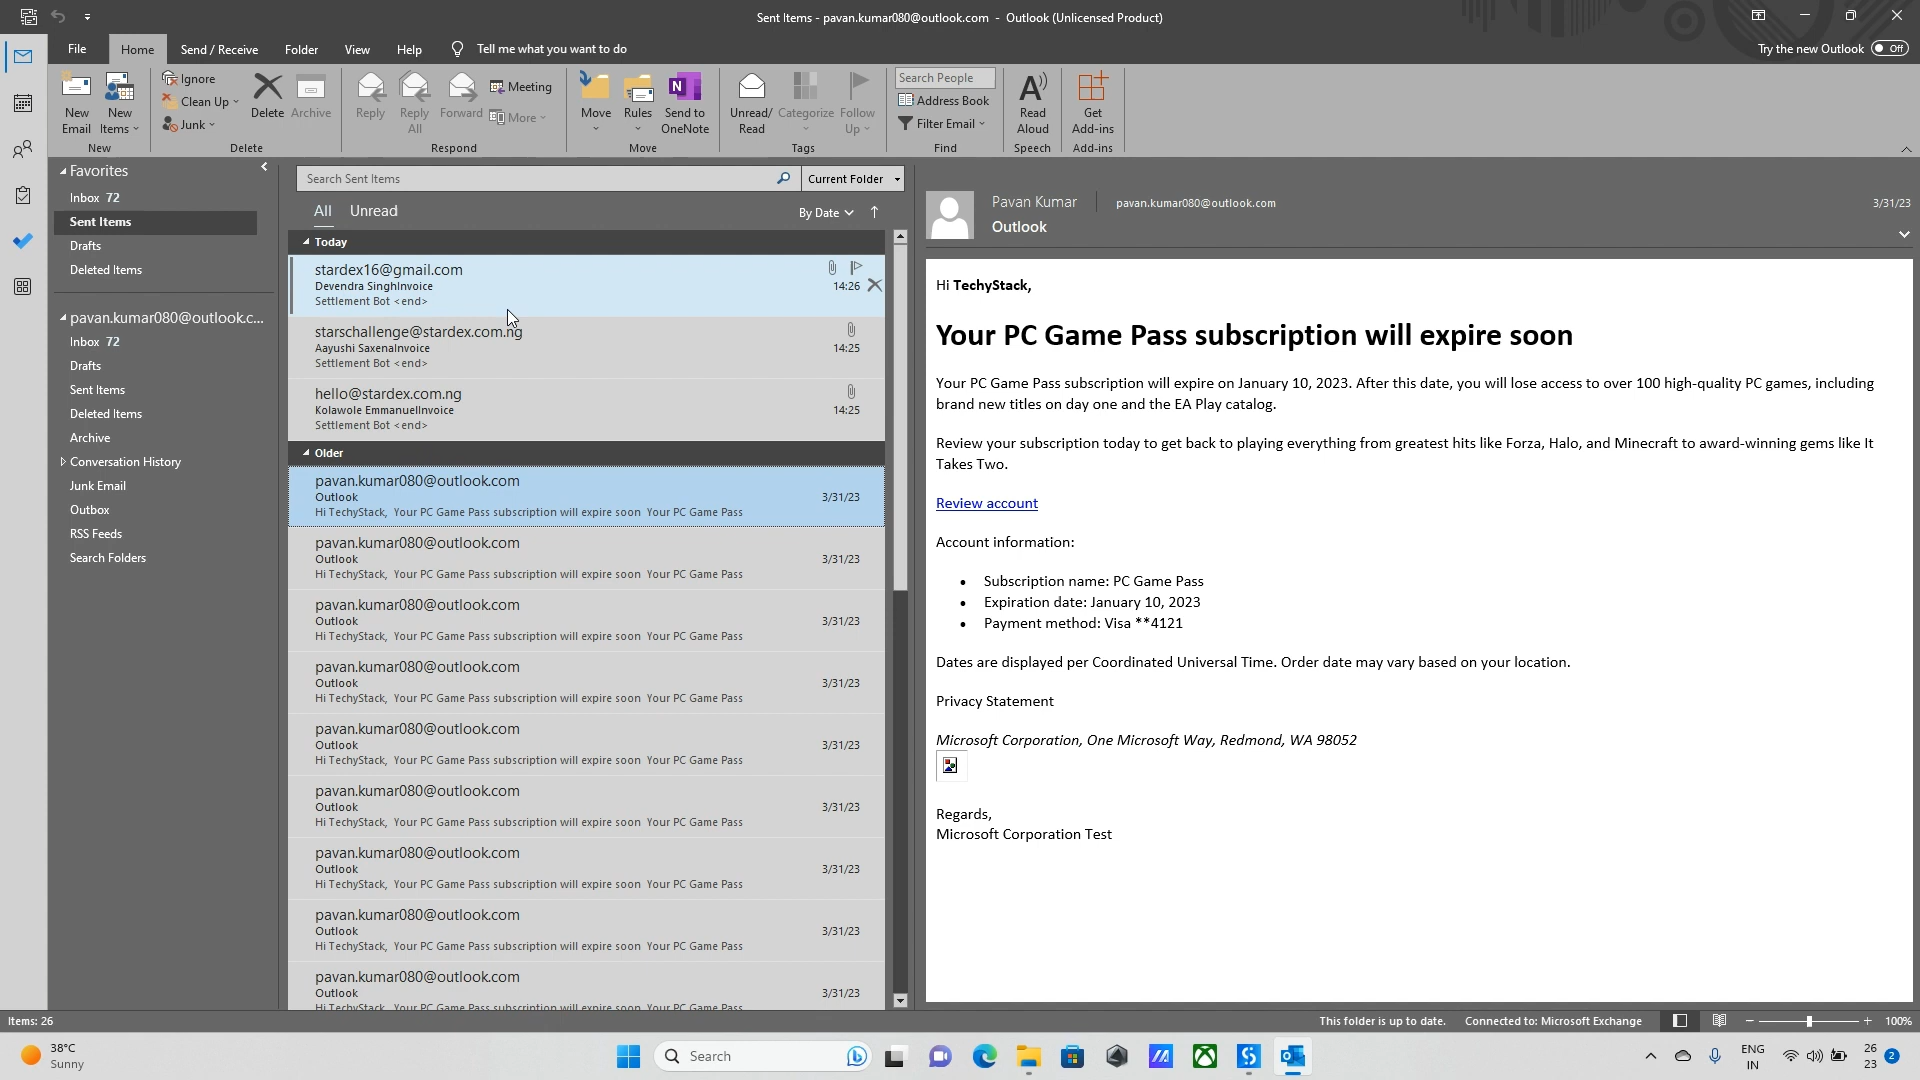 Sent Items - pavan.kumar080@outlook.com - Outlook (Unlicensed Product)
File Home Send / Receive Folder View Help Tell me what you want to do
Try the new Outlook Off
New Email
New Items
New
Ignore
Clean Up
Junk
Delete
Archive
Delete
Reply
Reply All
Forward
Meeting
More
Respond
Move
Rules
Send to OneNote
Move
Unread/ Read
Categorize
Follow Up
Tags
Search People
Address Book
Filter Email
Find
Read Aloud
Speech
Get Add-ins
Add-ins
Favorites
Inbox 72
Sent Items
Drafts
Deleted Items
pavan.kumar080@outlook.c...
Inbox 72
Drafts
Sent Items
Deleted Items
Archive
Conversation History
Junk Email
Outbox
RSS Feeds
Search Folders
Search Sent Items
Current Folder
All Unread
By Date
Today
stardex16@gmail.com
Devendra SinghInvoice 14:26
Settlement Bot <end>
starschallenge@stardex.com.ng
Aayushi SaxenaInvoice 14:25
Settlement Bot <end>
hello@stardex.com.ng
Kolawole EmmanuelInvoice 14:25
Settlement Bot <end>
Older
pavan.kumar080@outlook.com
Outlook 3/31/23
Hi TechyStack, Your PC Game Pass subscription will expire soon Your PC Game Pass
pavan.kumar080@outlook.com
Outlook 3/31/23
Hi TechyStack, Your PC Game Pass subscription will expire soon Your PC Game Pass
pavan.kumar080@outlook.com
Outlook 3/31/23
Hi TechyStack, Your PC Game Pass subscription will expire soon Your PC Game Pass
pavan.kumar080@outlook.com
Outlook 3/31/23
Hi TechyStack, Your PC Game Pass subscription will expire soon Your PC Game Pass
pavan.kumar080@outlook.com
Outlook 3/31/23
Hi TechyStack, Your PC Game Pass subscription will expire soon Your PC Game Pass
pavan.kumar080@outlook.com
Outlook 3/31/23
Hi TechyStack, Your PC Game Pass subscription will expire soon Your PC Game Pass
pavan.kumar080@outlook.com
Outlook 3/31/23
Hi TechyStack, Your PC Game Pass subscription will expire soon Your PC Game Pass
pavan.kumar080@outlook.com
Outlook 3/31/23
Hi TechyStack, Your PC Game Pass subscription will expire soon Your PC Game Pass
pavan.kumar080@outlook.com
Outlook 3/31/23
Hi TechyStack, Your PC Game Pass subscription will expire soon Your PC Game Pass
Pavan Kumar pavan.kumar080@outlook.com 3/31/23
Outlook
Hi TechyStack,
Your PC Game Pass subscription will expire soon
Your PC Game Pass subscription will expire on January 10, 2023. After this date, you will lose access to over 100 high-quality PC games, including
brand new titles on day one and the EA Play catalog.
Review your subscription today to get back to playing everything from greatest hits like Forza, Halo, and Minecraft to award-winning gems like It
Takes Two.
Review account
Account information:
• Subscription name: PC Game Pass
• Expiration date: January 10, 2023
• Payment method: Visa **4121
Dates are displayed per Coordinated Universal Time. Order date may vary based on your location.
Privacy Statement
Microsoft Corporation, One Microsoft Way, Redmond, WA 98052
Regards,
Microsoft Corporation Test
Items: 26
This folder is up to date. Connected to: Microsoft Exchange 100%
38°C
Sunny
Search
ENG
IN
26
23
2